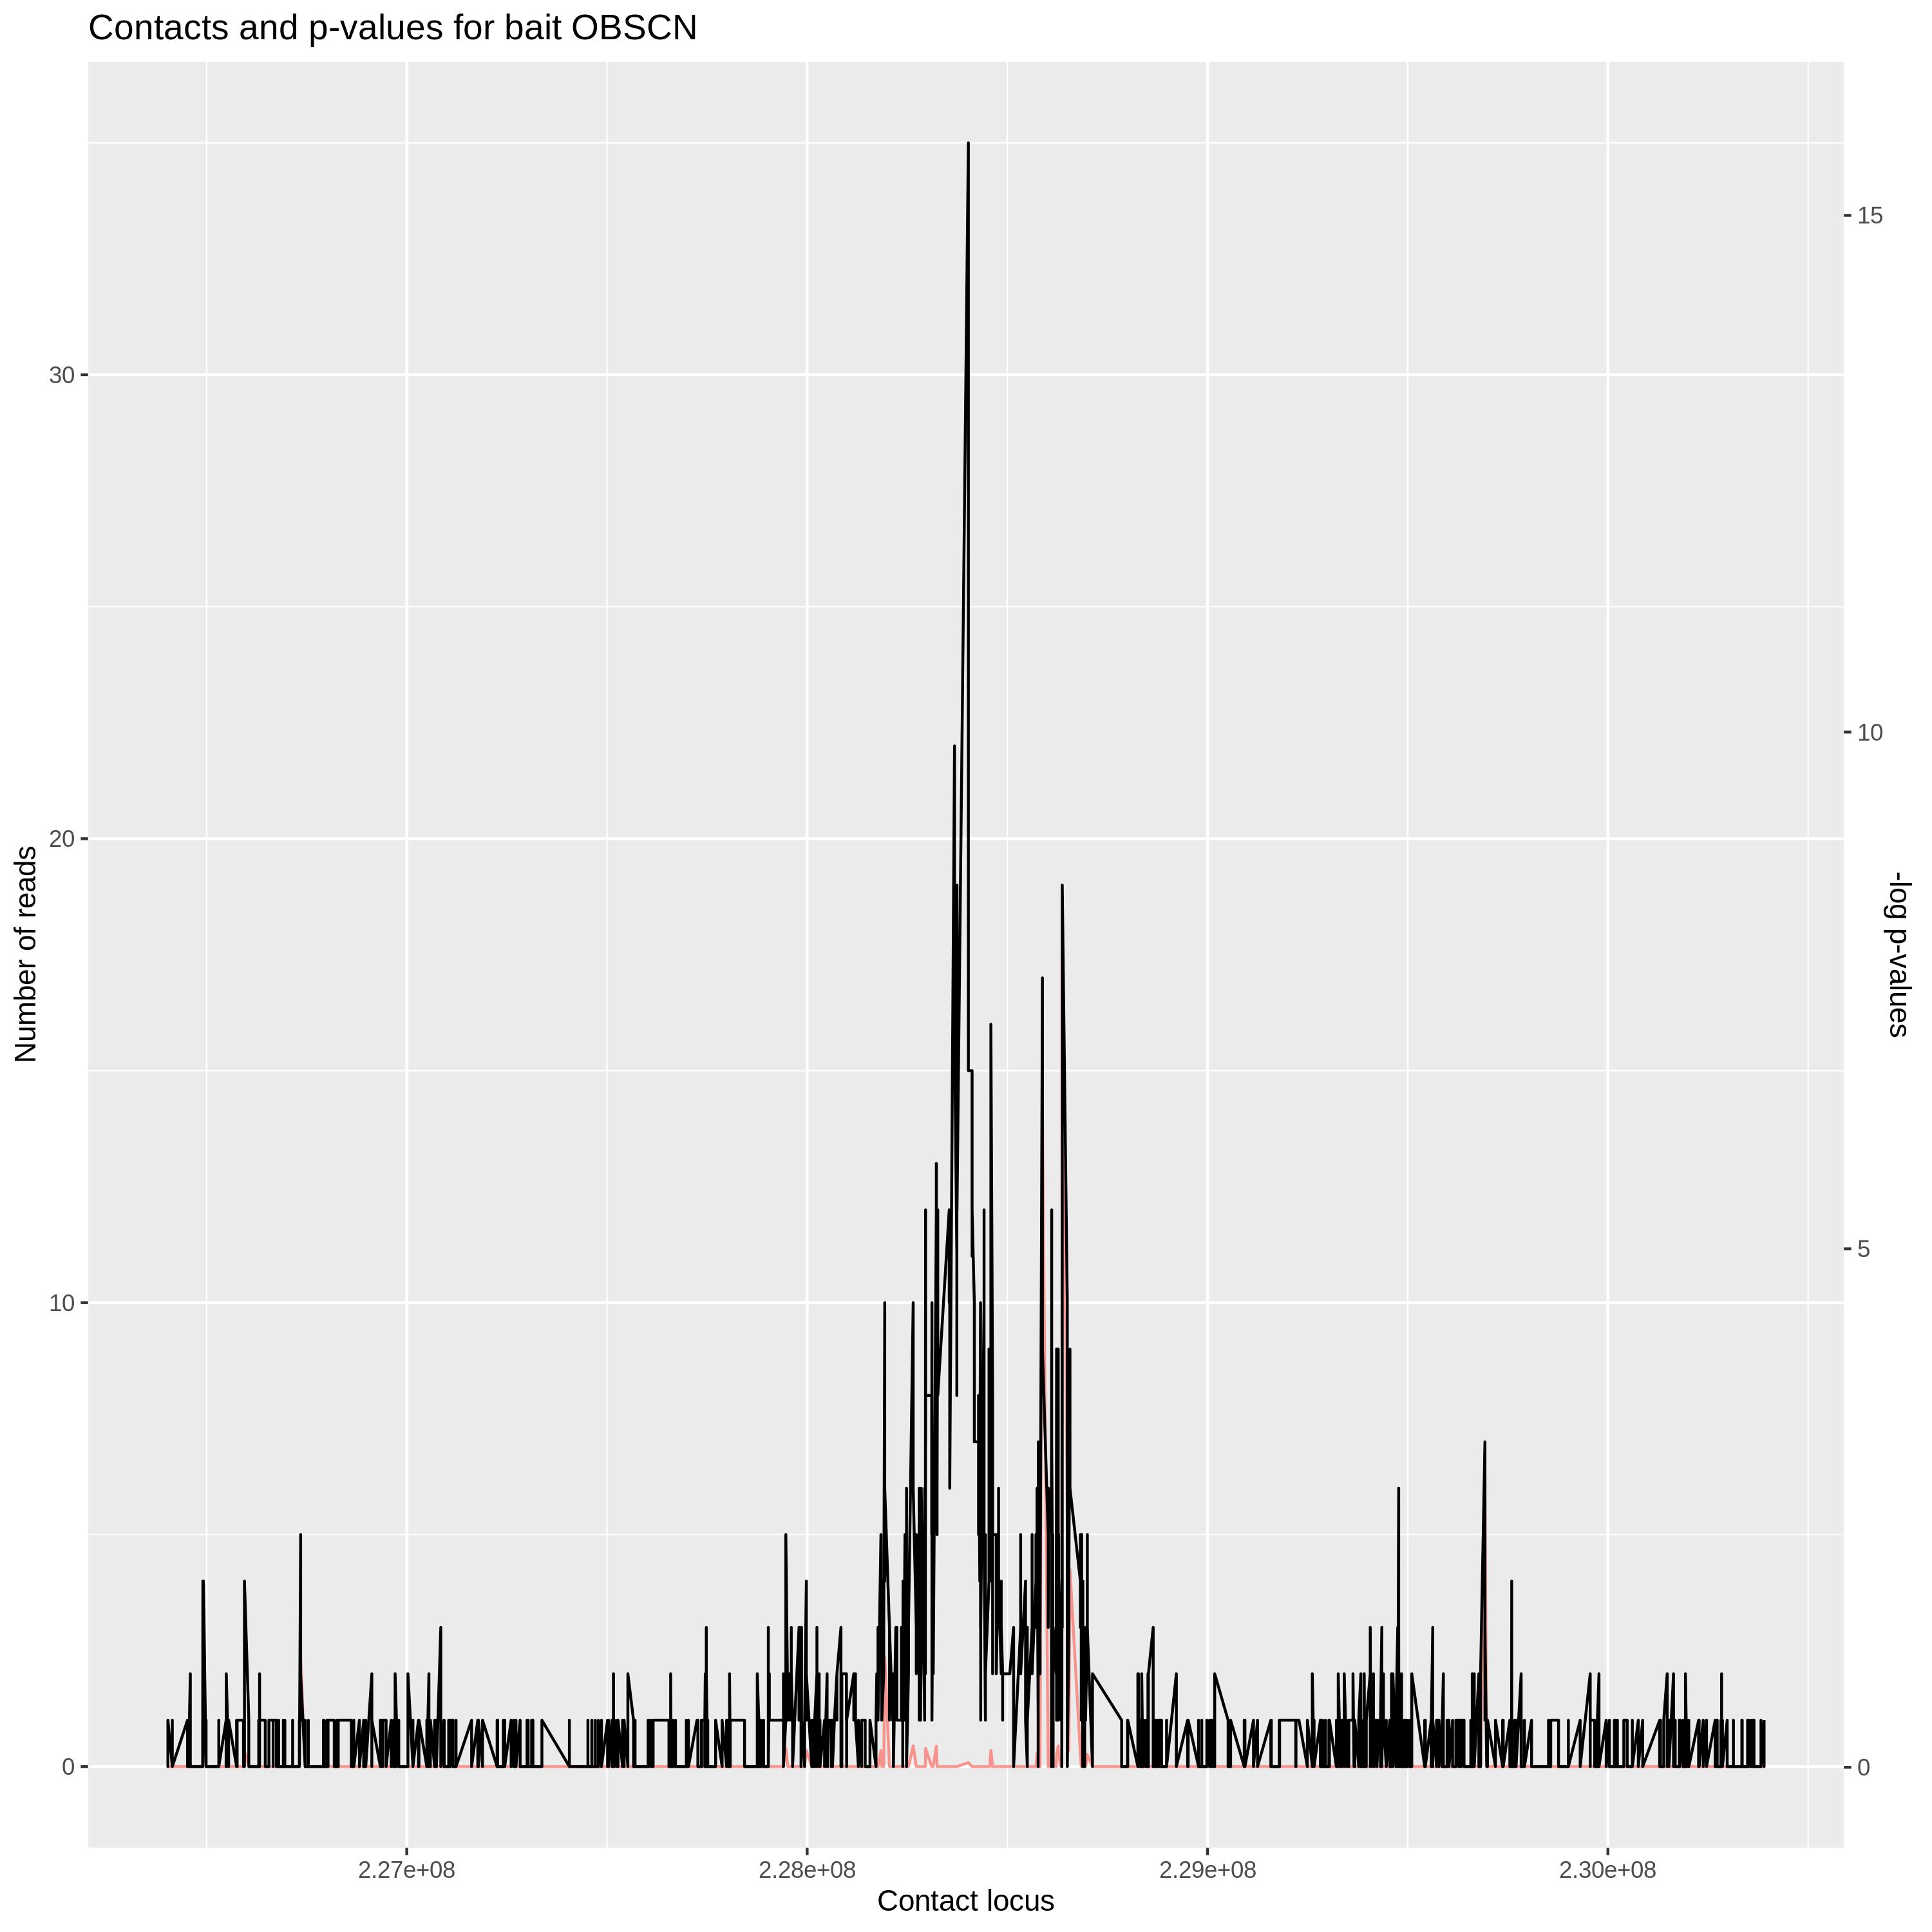 Contacts and p-values for bait OBSCN
30
20
10
0
Number of reads
15
10
5
0
-log p-values
2.27e+08
2.28e+08
2.29e+08
2.30e+08
Contact locus